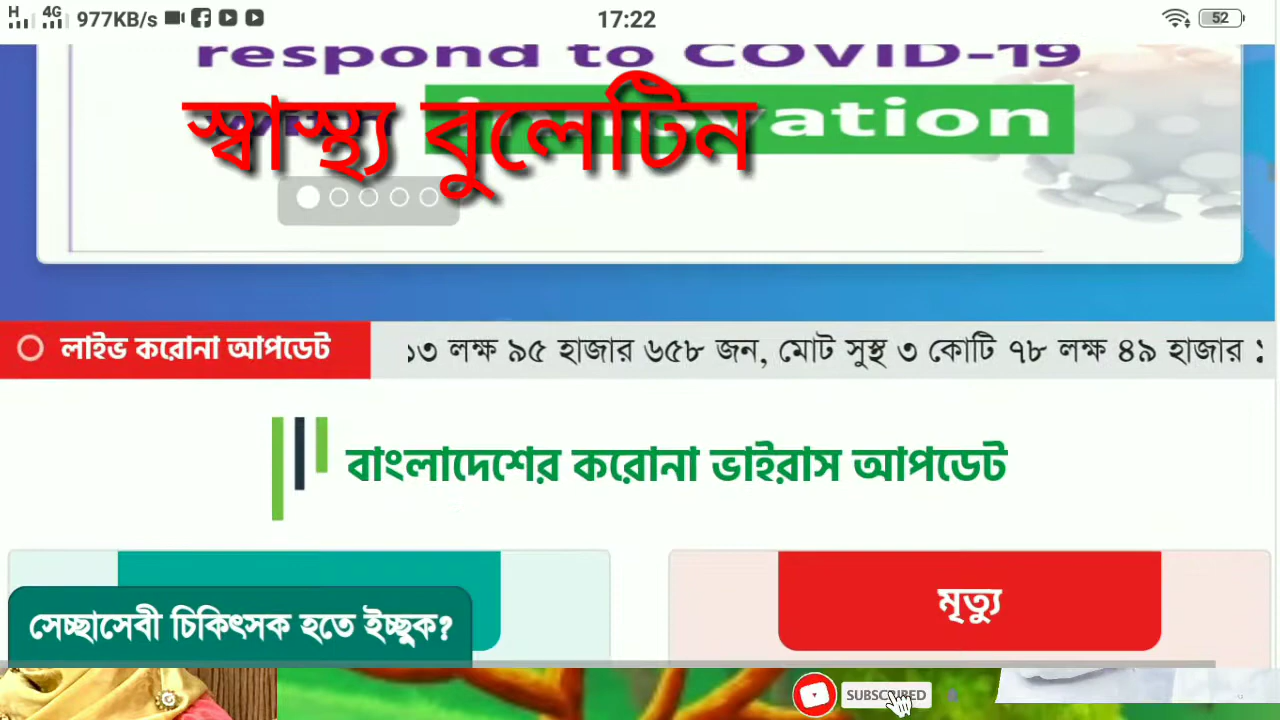 H 4G 977KB/s 17:22 52
respond to COVID-19
স্বাস্থ্য বুলেটিন
লাইভ করোনা আপডেট
১৩ লক্ষ ৯৫ হাজার ৬৫৮ জন, মোট সুস্থ ৩ কোটি ৭৮ লক্ষ ৪৯ হাজার
বাংলাদেশের করোনা ভাইরাস আপডেট
মৃত্যু
সেচ্ছাসেবী চিকিৎসক হতে ইচ্ছুক?
SUBSCRIBED